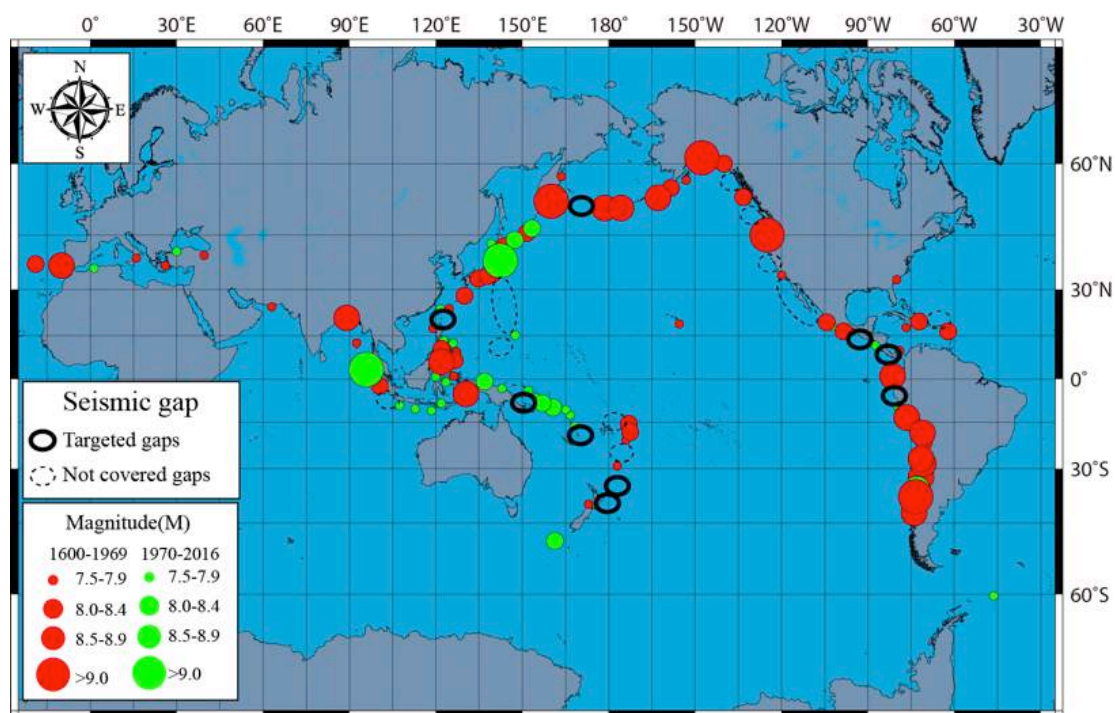 0° 30°E 60°E 90°E 120°E 150°E 180° 150°W 120°W 90°W 60°W 30°W
N
W E
S
60°N
30°N
0°
30°S
60°S
Seismic gap
Targeted gaps
Not covered gaps
Magnitude(M)
1600-1969 1970-2016
7.5-7.9 7.5-7.9
8.0-8.4 8.0-8.4
8.5-8.9 8.5-8.9
>9.0 >9.0